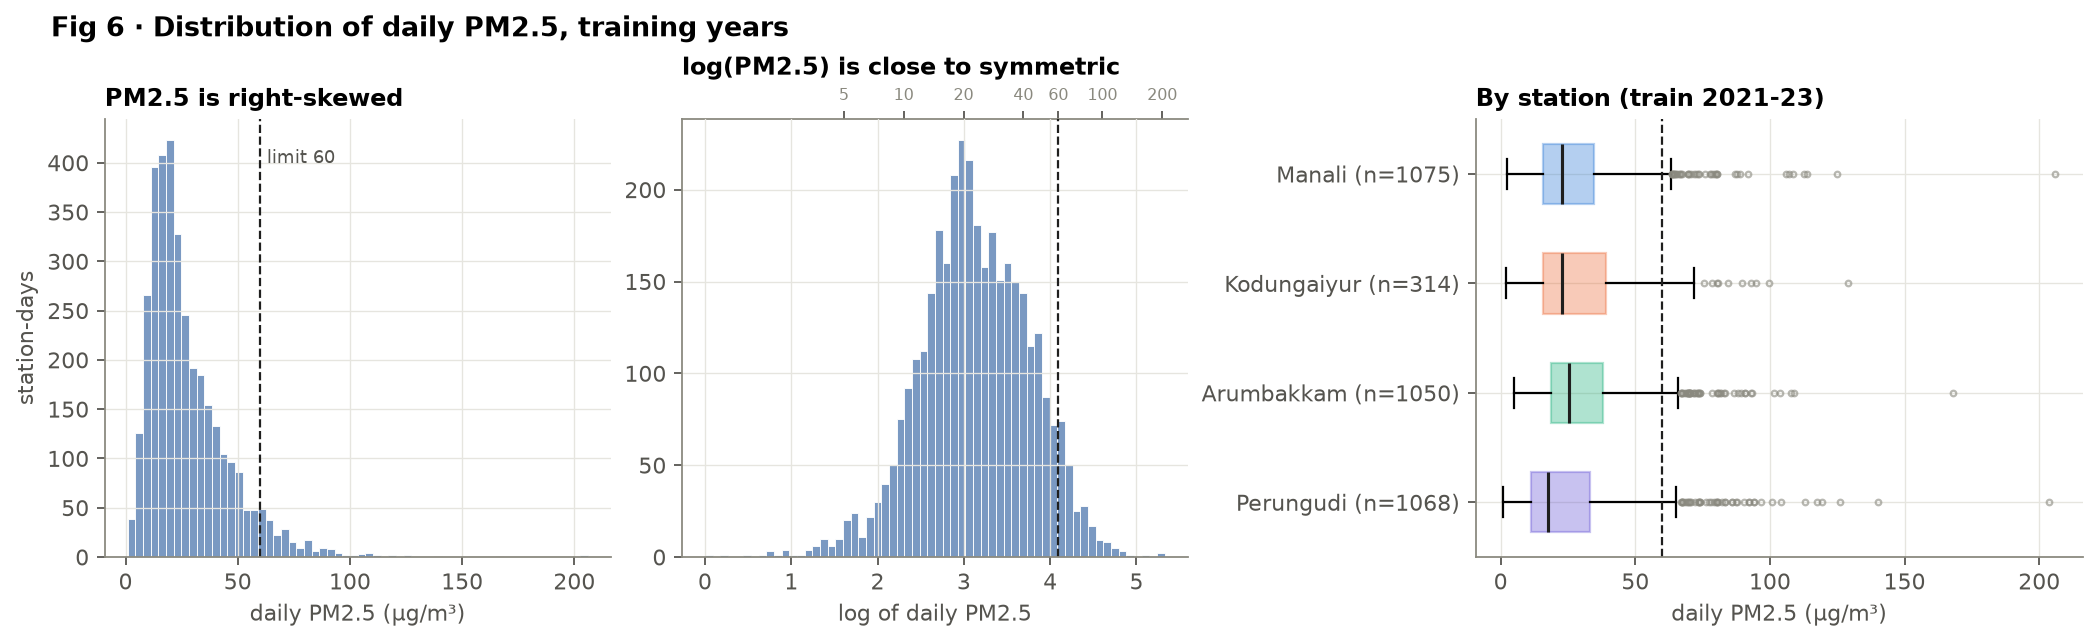 Fig 6 · Distribution of daily PM2.5, training years
PM2.5 is right-skewed
400
350
300
250
200
150
100
50
0
station-days
limit 60
0 50 100 150 200
daily PM2.5 (µg/m³)
log(PM2.5) is close to symmetric
5 10 20 40 60 100 200
200
150
100
50
0
0 1 2 3 4 5
log of daily PM2.5
By station (train 2021-23)
Manali (n=1075)
Kodungaiyur (n=314)
Arumbakkam (n=1050)
Perungudi (n=1068)
0 50 100 150 200
daily PM2.5 (µg/m³)